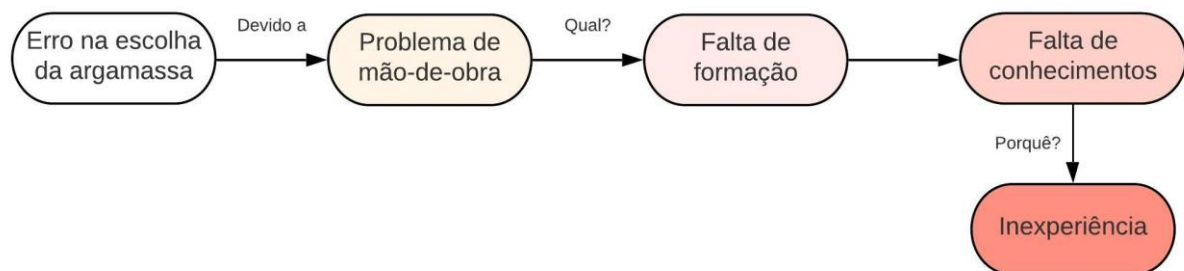 Erro na escolha
da argamassa
Devido a
Problema de
mão-de-obra
Qual?
Falta de
formação
Falta de
conhecimentos
Porquê?
Inexperiência